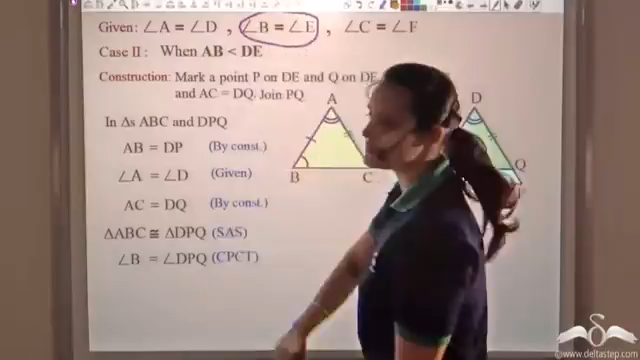 Given: ∠A = ∠D , ∠B = ∠E , ∠C = ∠F
Case II : When AB < DE
Construction: Mark a point P on DE and Q on DF
and AC = DQ. Join PQ
A
D
In Δs ABC and DPQ
AB = DP (By const.)
∠A = ∠D (Given)
B
C
Q
AC = DQ (By const.)
ΔABC ≅ ΔDPQ (SAS)
∠B = ∠DPQ (CPCT)
©www.deltastep.com